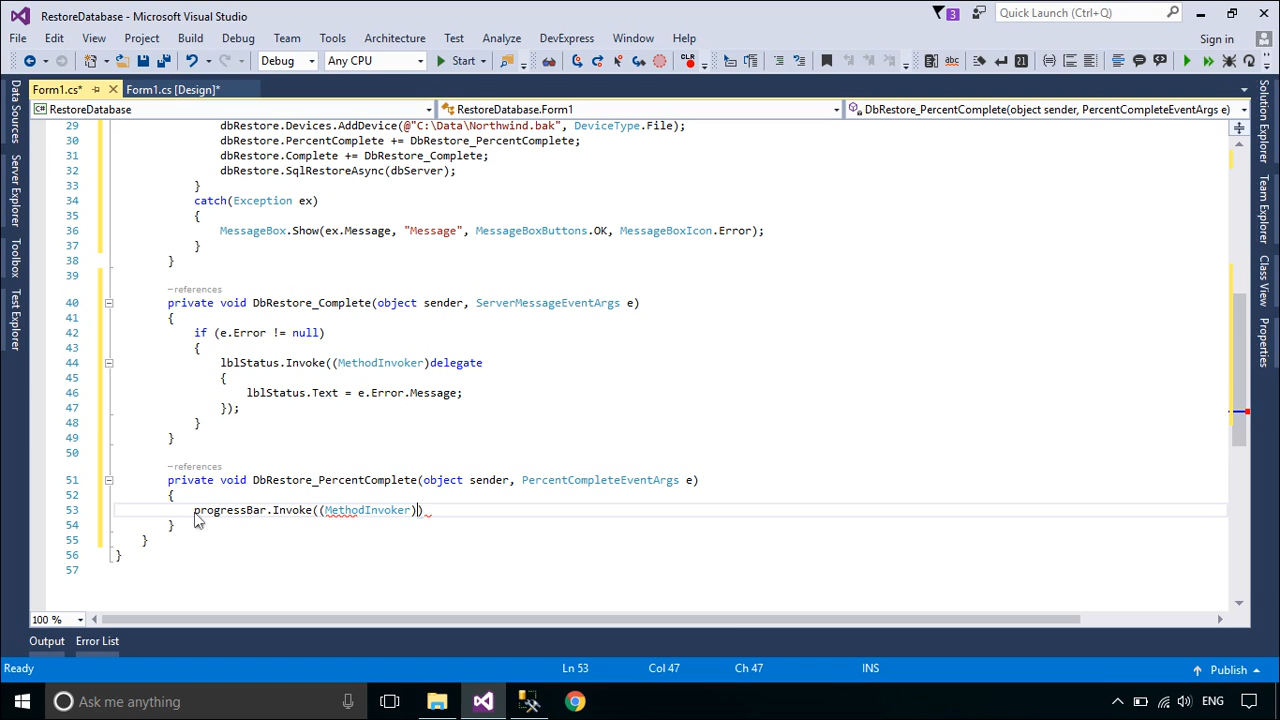 RestoreDatabase - Microsoft Visual Studio
3
Quick Launch (Ctrl+Q)
File Edit View Project Build Debug Team Tools Architecture Test Analyze DevExpress Window Help
Sign in
Debug Any CPU Start
Form1.cs* Form1.cs [Design]*
RestoreDatabase RestoreDatabase.Form1 DbRestore_PercentComplete(object sender, PercentCompleteEventArgs e)
Data Sources
Server Explorer
Toolbox
Test Explorer
29 dbRestore.Devices.AddDevice(@"C:\Data\Northwind.bak", DeviceType.File);
30 dbRestore.PercentComplete += DbRestore_PercentComplete;
31 dbRestore.Complete += DbRestore_Complete;
32 dbRestore.SqlRestoreAsync(dbServer);
33 }
34 catch(Exception ex)
35 {
36 MessageBox.Show(ex.Message, "Message", MessageBoxButtons.OK, MessageBoxIcon.Error);
37 }
38 }
39
-references
40 private void DbRestore_Complete(object sender, ServerMessageEventArgs e)
41 {
42 if (e.Error != null)
43 {
44 lblStatus.Invoke((MethodInvoker)delegate
45 {
46 lblStatus.Text = e.Error.Message;
47 });
48 }
49 }
50
-references
51 private void DbRestore_PercentComplete(object sender, PercentCompleteEventArgs e)
52 {
53 progressBar.Invoke((MethodInvoker))
54 }
55 }
56 }
57
Solution Explorer
Team Explorer
Class View
Properties
100 %
Output Error List
Ready Ln 53 Col 47 Ch 47 INS Publish
Ask me anything
ENG